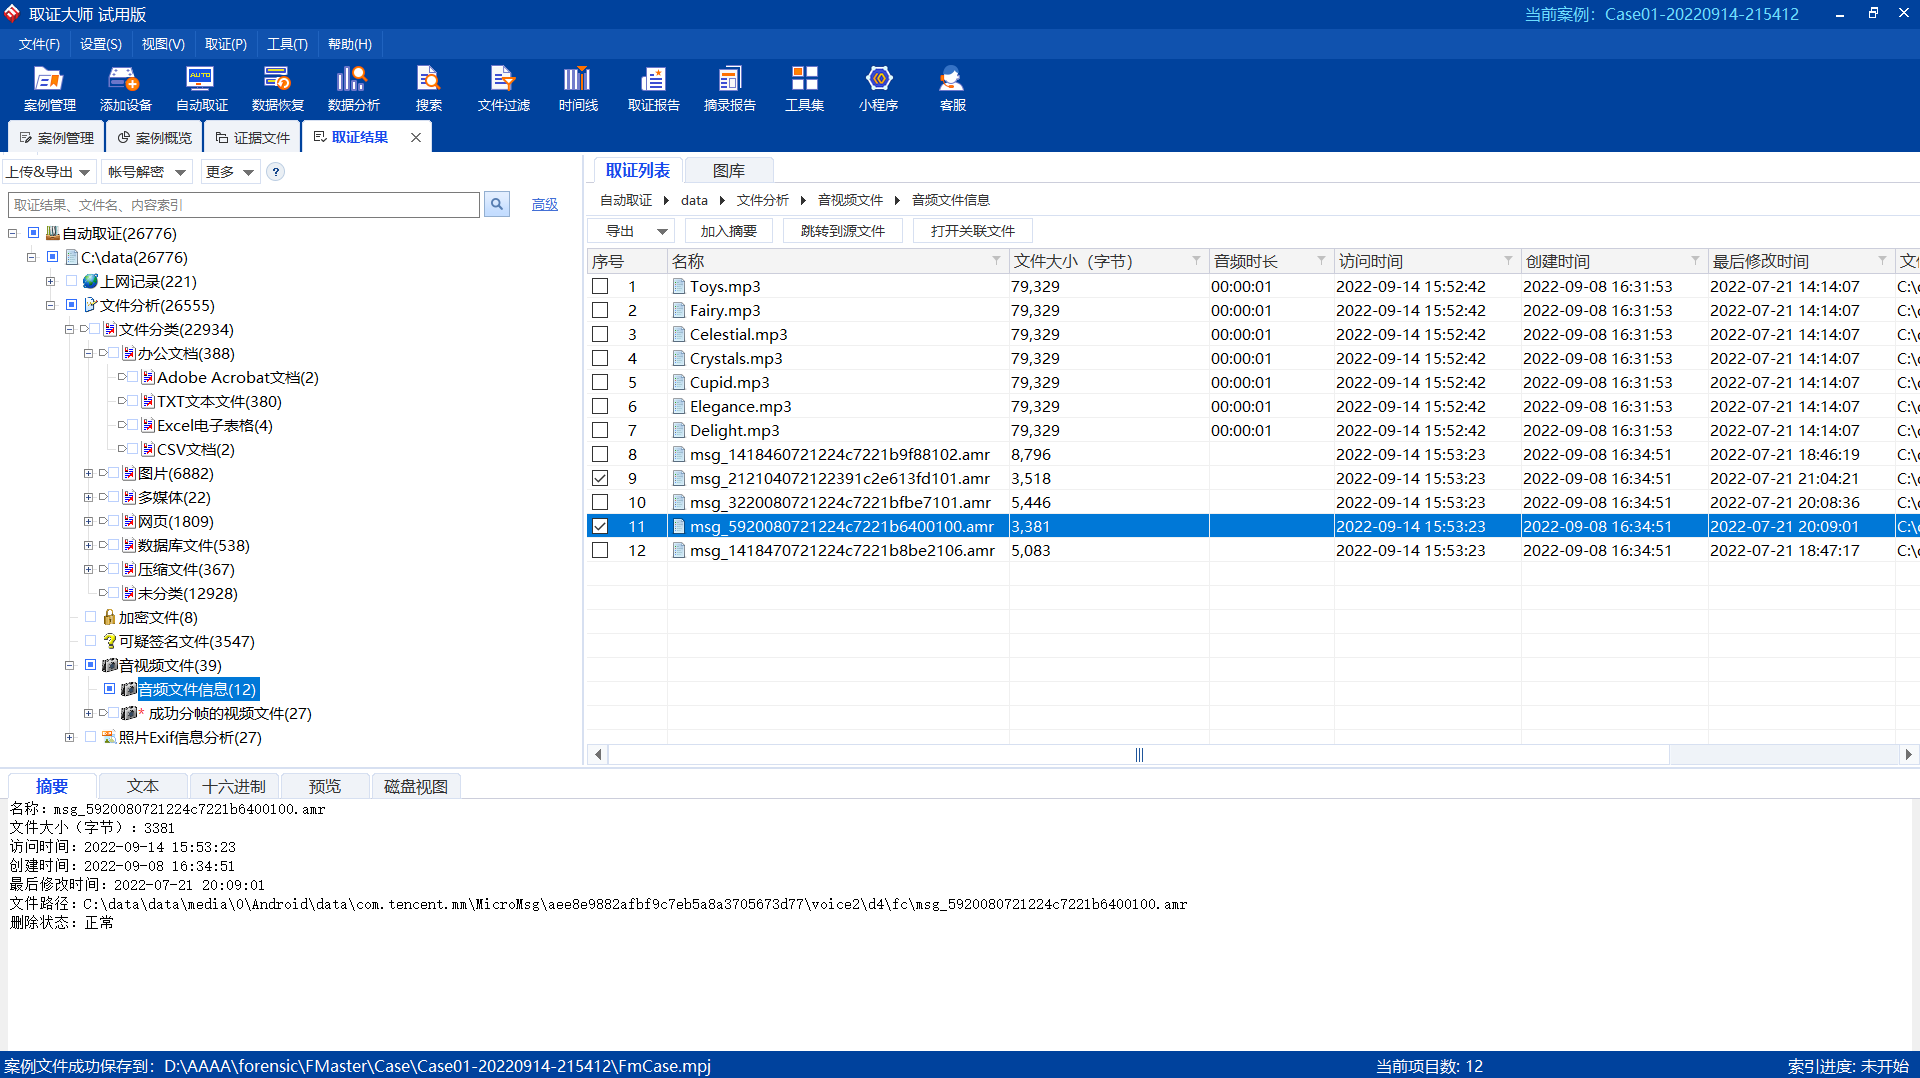 取证大师 试用版
当前案例：Case01-20220914-215412
文件(F) 设置(S) 视图(V) 取证(P) 工具(T) 帮助(H)
案例管理 添加设备 自动取证 数据恢复 数据分析 搜索 文件过滤 时间线 取证报告 摘录报告 工具集 小程序 客服
案例管理 案例概览 证据文件 取证结果
上传&导出 帐号解密 更多 ?
取证结果、文件名、内容索引 高级
自动取证(26776)
C:\data(26776)
上网记录(221)
文件分析(26555)
文件分类(22934)
办公文档(388)
Adobe Acrobat文档(2)
TXT文本文件(380)
Excel电子表格(4)
CSV文档(2)
图片(6882)
多媒体(22)
网页(1809)
数据库文件(538)
压缩文件(367)
未分类(12928)
加密文件(8)
可疑签名文件(3547)
音视频文件(39)
音频文件信息(12)
* 成功分帧的视频文件(27)
照片Exif信息分析(27)
取证列表 图库
自动取证 data 文件分析 音视频文件 音频文件信息
导出 加入摘要 跳转到源文件 打开关联文件
序号 名称 文件大小（字节） 音频时长 访问时间 创建时间 最后修改时间
1 Toys.mp3 79,329 00:00:01 2022-09-14 15:52:42 2022-09-08 16:31:53 2022-07-21 14:14:07 C:\
2 Fairy.mp3 79,329 00:00:01 2022-09-14 15:52:42 2022-09-08 16:31:53 2022-07-21 14:14:07 C:\
3 Celestial.mp3 79,329 00:00:01 2022-09-14 15:52:42 2022-09-08 16:31:53 2022-07-21 14:14:07 C:\
4 Crystals.mp3 79,329 00:00:01 2022-09-14 15:52:42 2022-09-08 16:31:53 2022-07-21 14:14:07 C:\
5 Cupid.mp3 79,329 00:00:01 2022-09-14 15:52:42 2022-09-08 16:31:53 2022-07-21 14:14:07 C:\
6 Elegance.mp3 79,329 00:00:01 2022-09-14 15:52:42 2022-09-08 16:31:53 2022-07-21 14:14:07 C:\
7 Delight.mp3 79,329 00:00:01 2022-09-14 15:52:42 2022-09-08 16:31:53 2022-07-21 14:14:07 C:\
8 msg_1418460721224c7221b9f88102.amr 8,796 2022-09-14 15:53:23 2022-09-08 16:34:51 2022-07-21 18:46:19 C:\
9 msg_212104072122391c2e613fd101.amr 3,518 2022-09-14 15:53:23 2022-09-08 16:34:51 2022-07-21 21:04:21 C:\
10 msg_3220080721224c7221bfbe7101.amr 5,446 2022-09-14 15:53:23 2022-09-08 16:34:51 2022-07-21 20:08:36 C:\
11 msg_5920080721224c7221b6400100.amr 3,381 2022-09-14 15:53:23 2022-09-08 16:34:51 2022-07-21 20:09:01 C:\
12 msg_1418470721224c7221b8be2106.amr 5,083 2022-09-14 15:53:23 2022-09-08 16:34:51 2022-07-21 18:47:17 C:\
摘要 文本 十六进制 预览 磁盘视图
名称：msg_5920080721224c7221b6400100.amr
文件大小（字节）：3381
访问时间：2022-09-14 15:53:23
创建时间：2022-09-08 16:34:51
最后修改时间：2022-07-21 20:09:01
文件路径：C:\data\data\media\0\Android\data\com.tencent.mm\MicroMsg\aee8e9882afbf9c7eb5a8a3705673d77\voice2\d4\fc\msg_5920080721224c7221b6400100.amr
删除状态：正常
案例文件成功保存到：D:\AAAA\forensic\FMaster\Case\Case01-20220914-215412\FmCase.mpj 当前项目数: 12 索引进度: 未开始